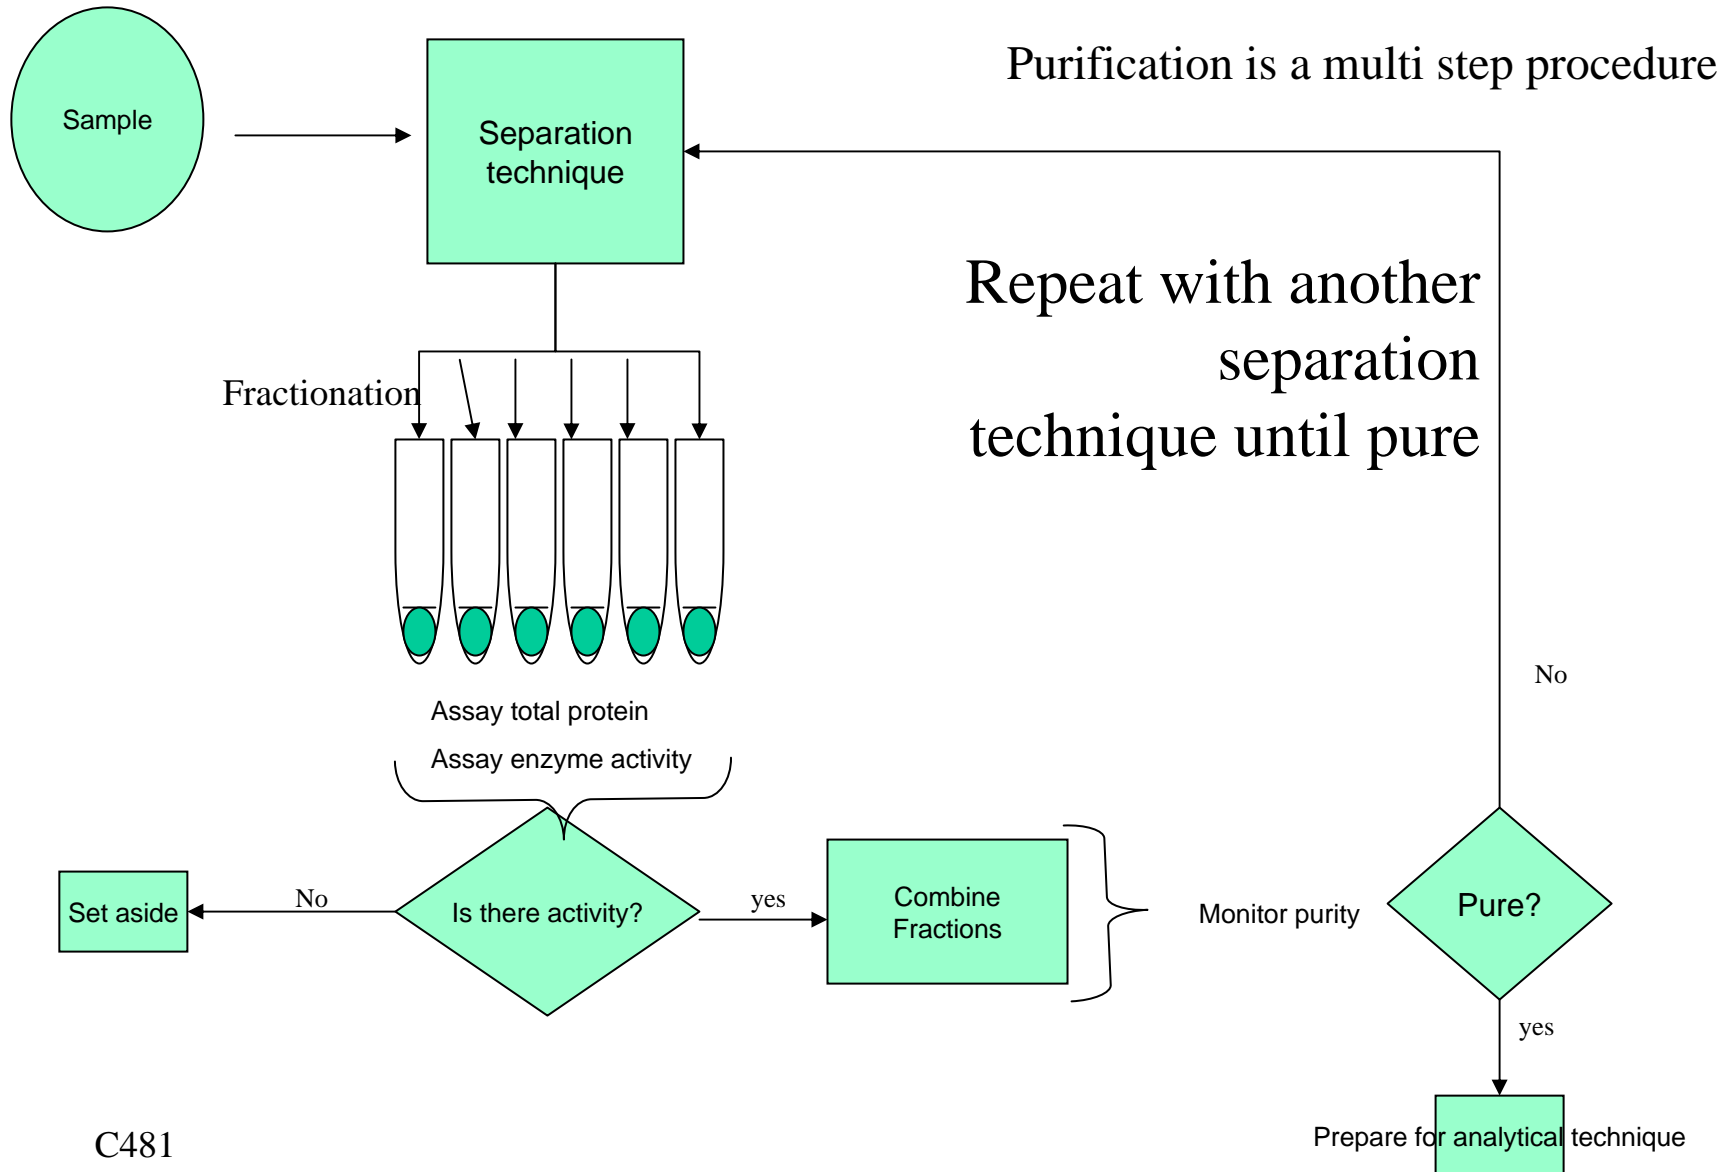 Purification is a multi step procedure
Sample
Separation
technique
Repeat with another
separation
technique until pure
Fractionation
No
Assay total protein
Assay enzyme activity
Set aside
No
Is there activity?
yes
Combine
Fractions
Monitor purity
Pure?
yes
Prepare for analytical technique
C481